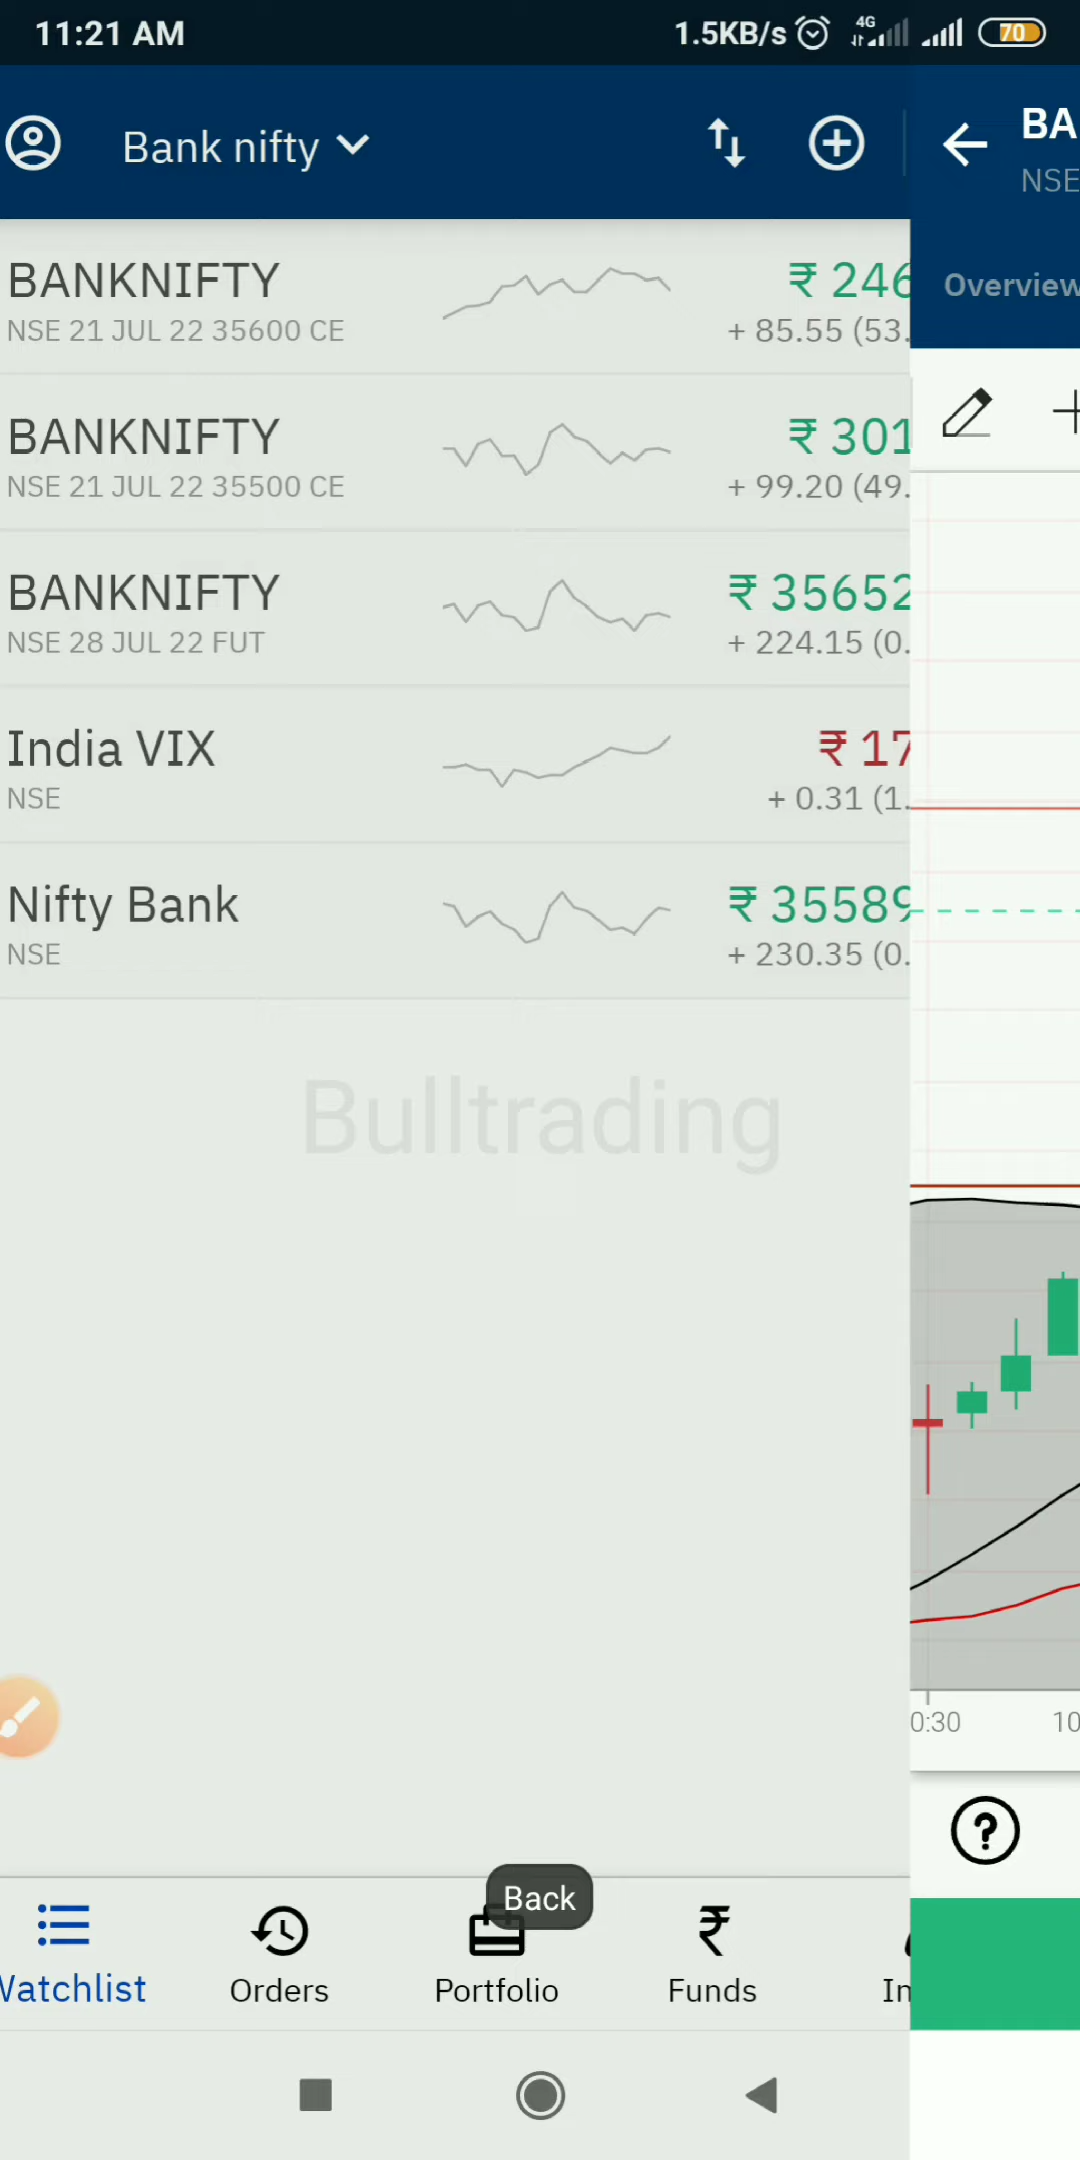 11:21 AM
1.5KB/s
4G
70
Bank nifty
BA
NSE
Overview
BANKNIFTY
₹ 246
NSE 21 JUL 22 35600 CE
+ 85.55 (53.
BANKNIFTY
₹ 301
NSE 21 JUL 22 35500 CE
+ 99.20 (49.
BANKNIFTY
₹ 35652
NSE 28 JUL 22 FUT
+ 224.15 (0.
India VIX
₹ 17
NSE
+ 0.31 (1.
Nifty Bank
₹ 35589
NSE
+ 230.35 (0.
Bulltrading
0:30
10
Back
Watchlist
Orders
Portfolio
Funds
In